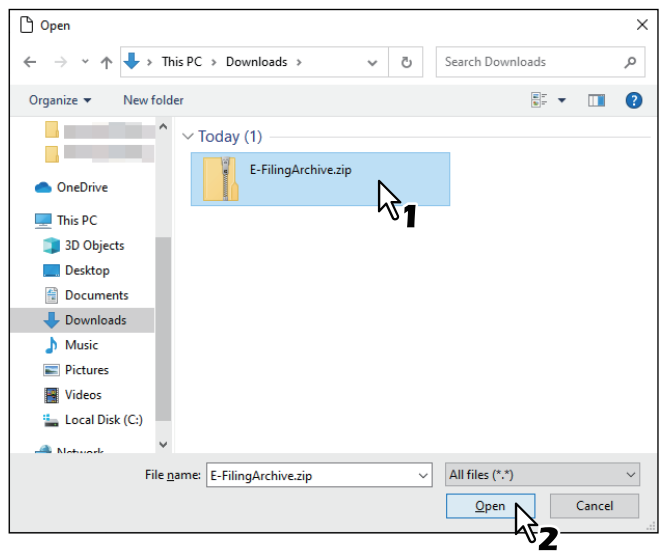 Open
This PC > Downloads >
Search Downloads
Organize
New folder
?
OneDrive
This PC
3D Objects
Desktop
Documents
Downloads
Music
Pictures
Videos
Local Disk (C:)
Network
Today (1)
E-FilingArchive.zip
1
File name: E-FilingArchive.zip
All files (*.*)
Open
Cancel
2